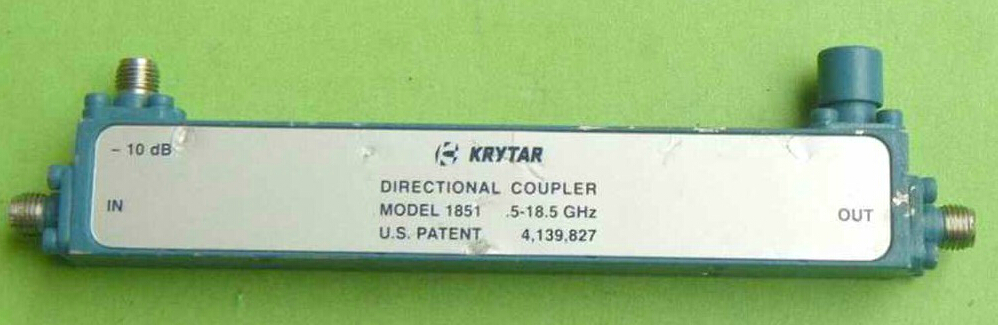 - 10 dB
KRYTAR
DIRECTIONAL COUPLER
IN
MODEL 1851 .5-18.5 GHz
OUT
U.S. PATENT 4,139,827